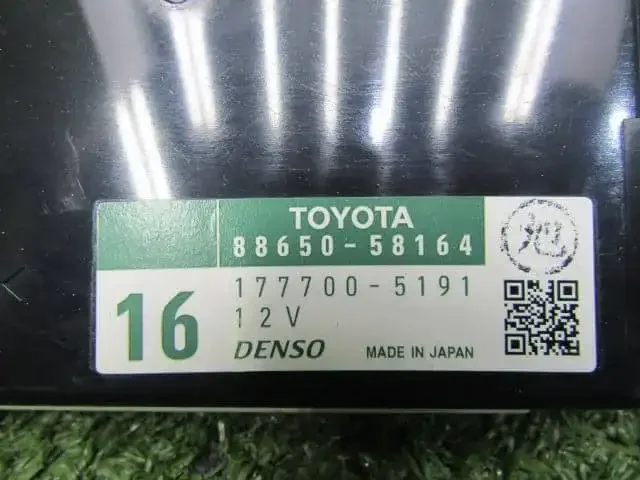 TOYOTA
88650-58164
16
177700-5191
12V
DENSO
MADE IN JAPAN
旭